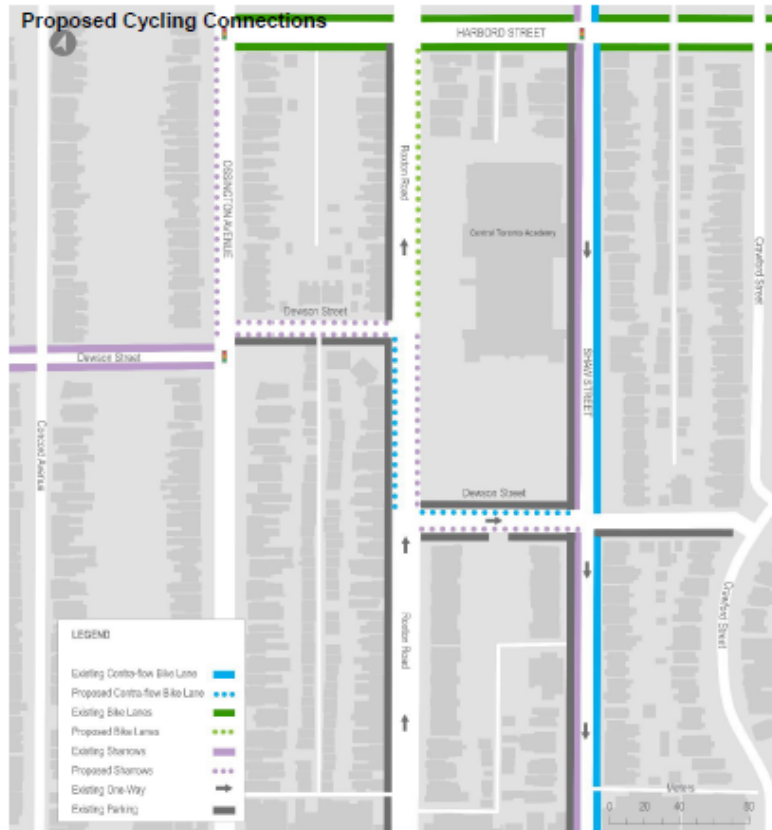 Proposed Cycling Connections
HARBORD STREET
OSSINGTON AVENUE
Roxton Road
Central Toronto Academy
Crawford Street
Dewson Street
Dewson Street
SHAW STREET
Concord Avenue
Dewson Street
Crawford Street
Roxton Road
LEGEND
Existing Contra-flow Bike Lane
Proposed Contra-flow Bike Lane
Existing Bike Lanes
Proposed Bike Lanes
Existing Sharrows
Proposed Sharrows
Existing One-Way
Existing Parking
Meters
0 20 40 80